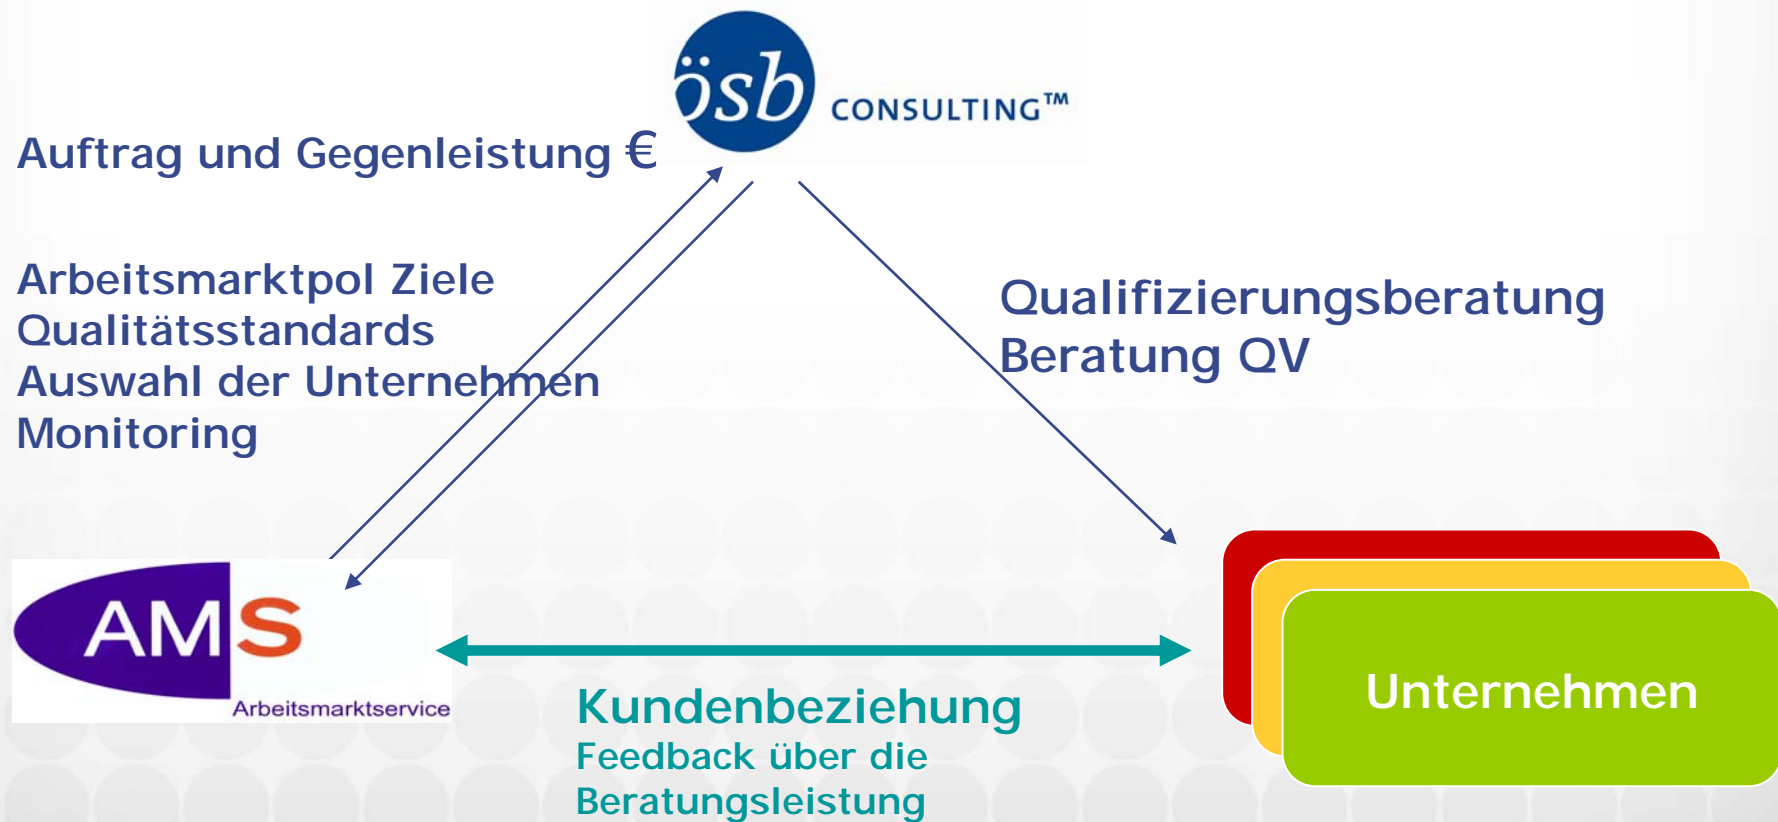 ösb CONSULTING™
Auftrag und Gegenleistung €
Arbeitsmarktpol Ziele
Qualitätsstandards
Auswahl der Unternehmen
Monitoring
Qualifizierungsberatung
Beratung QV
AMS
Arbeitsmarktservice
Kundenbeziehung
Feedback über die
Beratungsleistung
Unternehmen